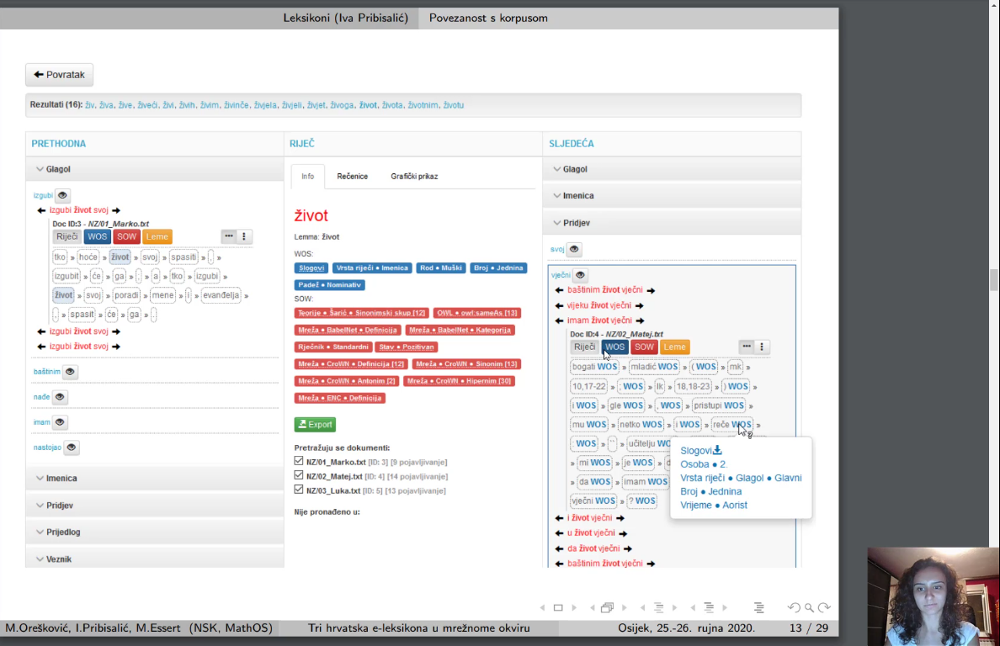 Leksikoni (Iva Pribisalić) Povezanost s korpusom
Povratak
Rezultati (16): živ, živa, žive, živeći, živi, živih, živim, živinče, živjela, živjeli, živjet, živoga, život, života, životnim, životu
PRETHODNA
Glagol
izgubi
izgubi život svoj
Doc ID:3 - NZ/01_Marko.txt
Riječi WOS SOW Leme
tko » hoće » život » svoj » spasiti » , »
izgubit » će » ga » , » a » tko » izgubi »
život » svoj » poradi » mene » i » evanđelja »
, » spasit » će » ga » .
izgubi život svoj
izgubi život svoj
baštinim
nađe
imam
nastojao
Imenica
Pridjev
Prijedlog
Veznik
RIJEČ
Info Rečenice Grafički prikaz
život
Lemma: život
WOS:
Slogovi Vrsta riječi • Imenica Rod • Muški Broj • Jednina
Padež • Nominativ
SOW:
Teorije • Šarić • Sinonimski skup [12] OWL • owl:sameAs [13]
Mreža • BabelNet • Definicija Mreža • BabelNet • Kategorija
Rječnik • Standardni Stav • Pozitivan
Mreža • CroWN • Definicija [12] Mreža • CroWN • Sinonim [13]
Mreža • CroWN • Antonim [2] Mreža • CroWN • Hipernim [30]
Mreža • ENC • Definicija
Export
Pretražuju se dokumenti:
NZ/01_Marko.txt [ID: 3] [9 pojavljivanje]
NZ/02_Matej.txt [ID: 4] [14 pojavljivanje]
NZ/03_Luka.txt [ID: 5] [13 pojavljivanje]
Nije pronađeno u:
SLJEDEĆA
Glagol
Imenica
Pridjev
svoj
vječni
baštinim život vječni
vijeku život vječni
imam život vječni
Doc ID:4 - NZ/02_Matej.txt
Riječi WOS SOW Leme
bogati WOS » mladić WOS » ( WOS » mk »
10,17-22 » ; WOS » lk » 18,18-23 » ) WOS »
i WOS » gle WOS » , WOS » pristupi WOS »
mu WOS » netko WOS » i WOS » reče WOS »
: WOS » » učitelju WO
» mi WOS » je WOS » d
» da WOS » imam WOS
vječni WOS » ? WOS
Slogovi
Osoba • 2.
Vrsta riječi • Glagol • Glavni
Broj • Jednina
Vrijeme • Aorist
i život vječni
u život vječni
da život vječni
baštinim život vječni
M.Orešković, I.Pribisalić, M.Essert (NSK, MathOS) Tri hrvatska e-leksikona u mrežnome okviru Osijek, 25.-26. rujna 2020. 13 / 29